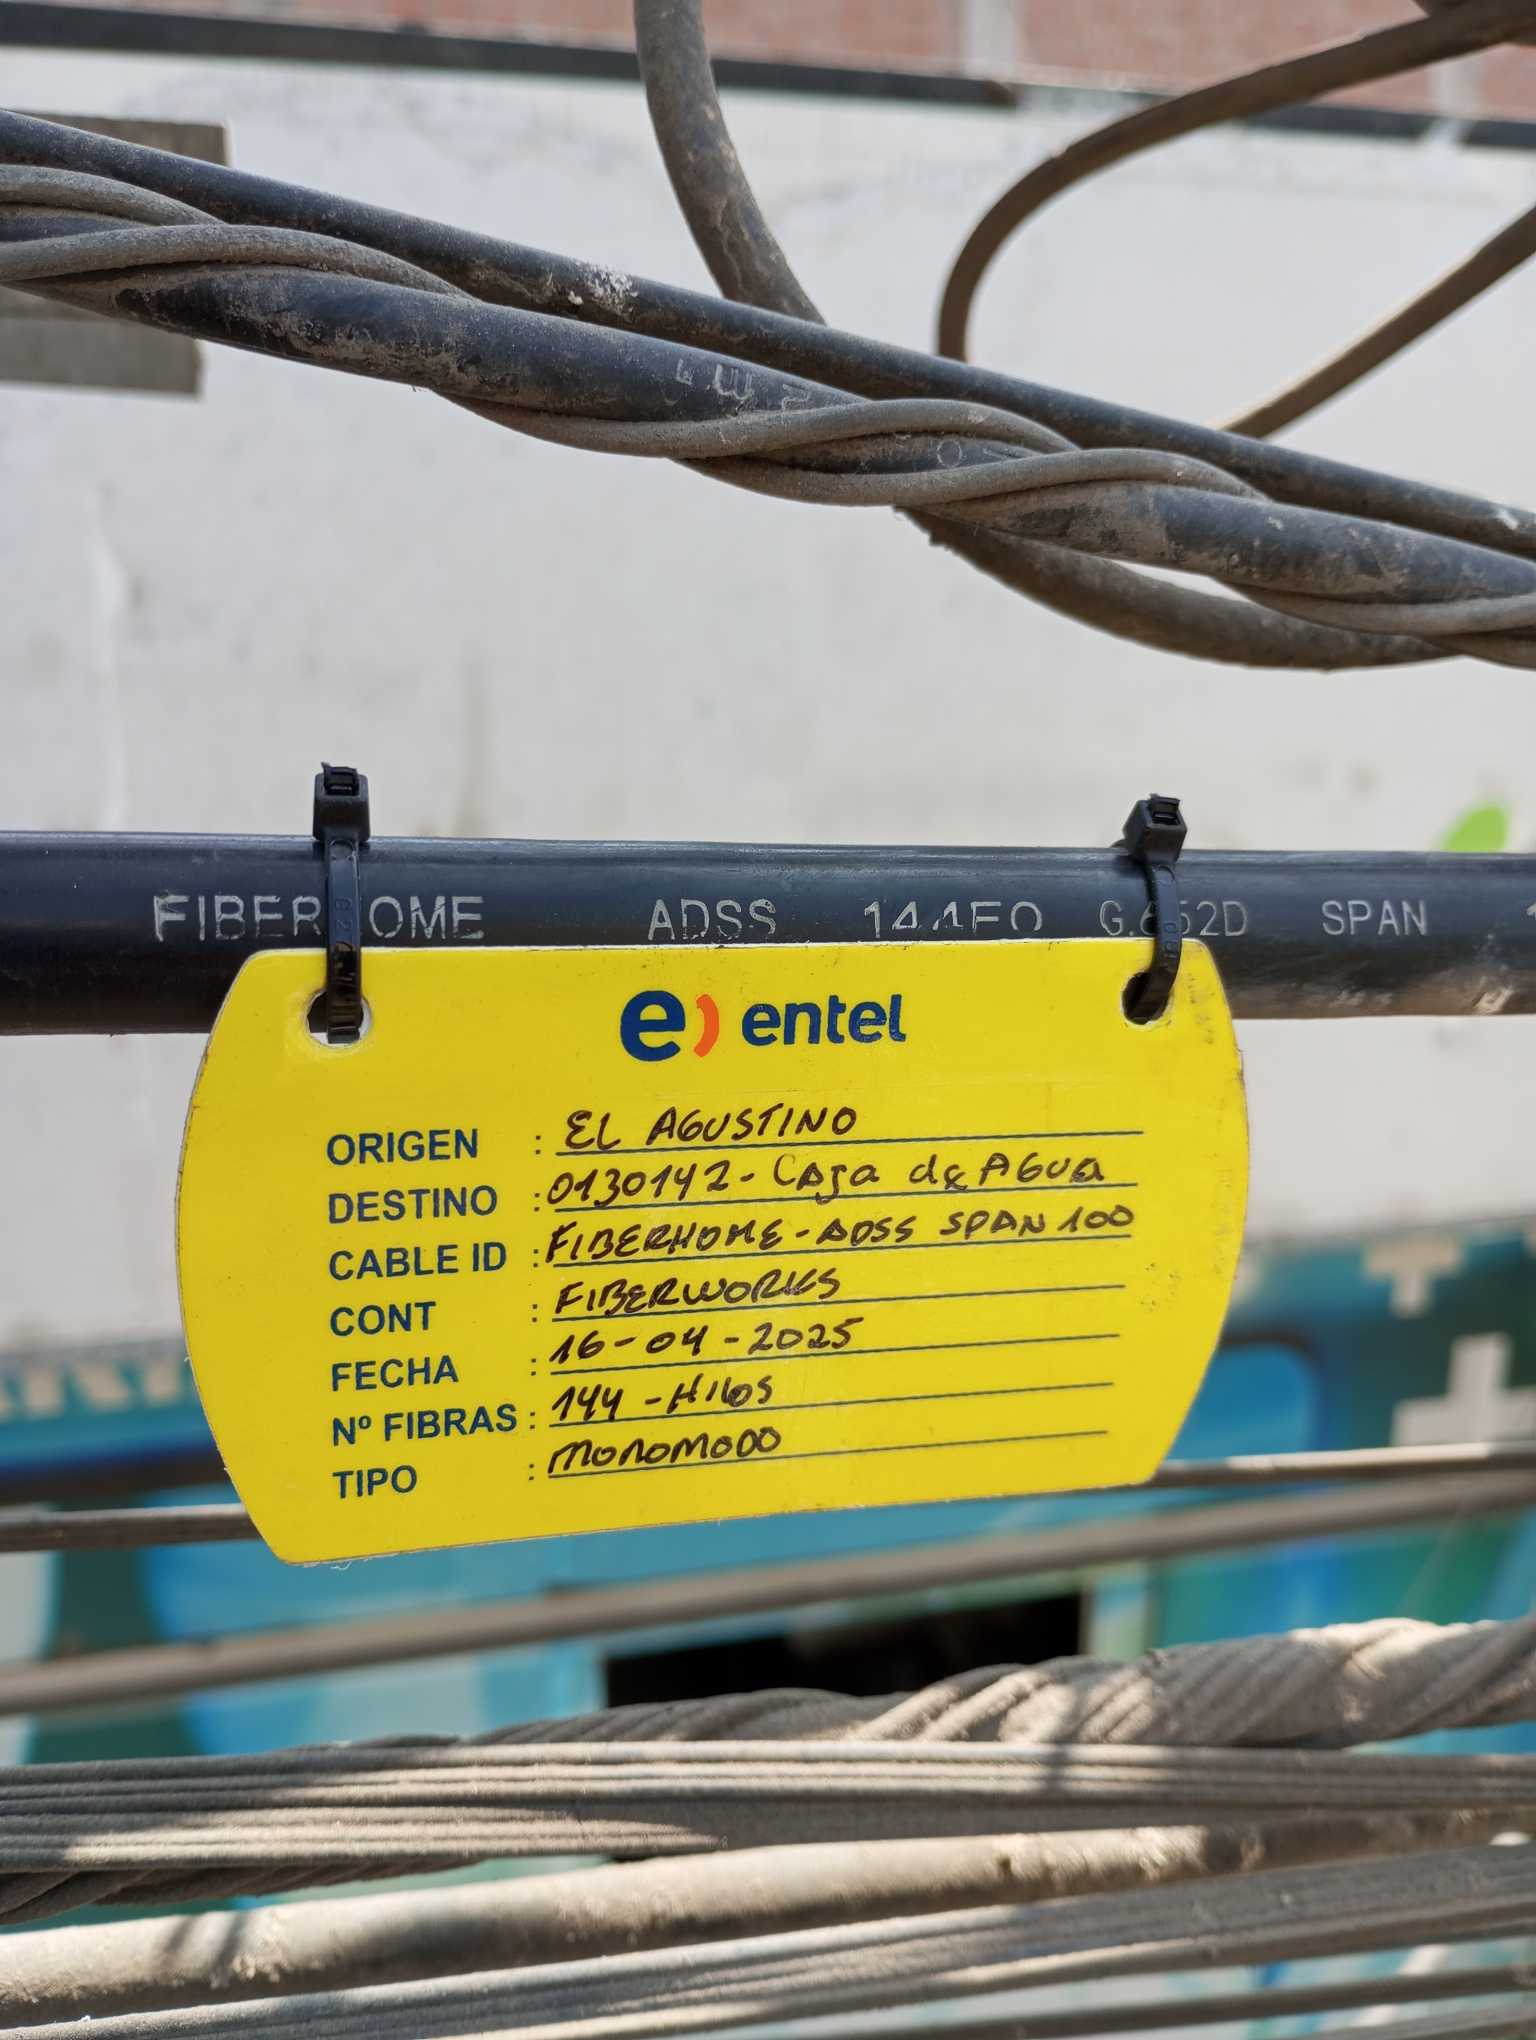 FIBERHOME ADSS 144FO G.652D SPAN
e) entel
ORIGEN : EL AGUSTINO
DESTINO : 0130142-Caja de Agua
CABLE ID : FIBERHOME-ADSS SPAN 100
CONT : FIBERWORKS
FECHA : 16-04-2025
Nº FIBRAS : 144-Hilos
TIPO : MONOMODO